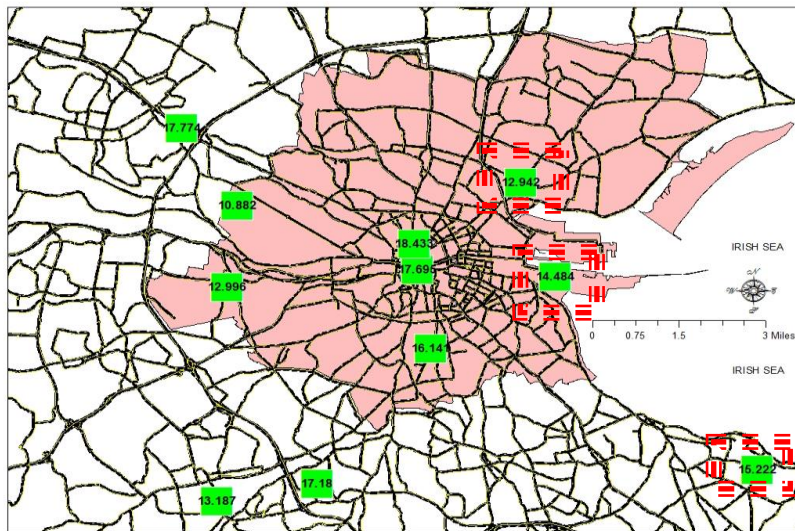 17.774
12.942
10.882
18.433
IRISH SEA
17.695
14.484
12.996
N
W
S
0 0.75 1.5 3 Miles
16.141
IRISH SEA
15.222
17.18
13.187